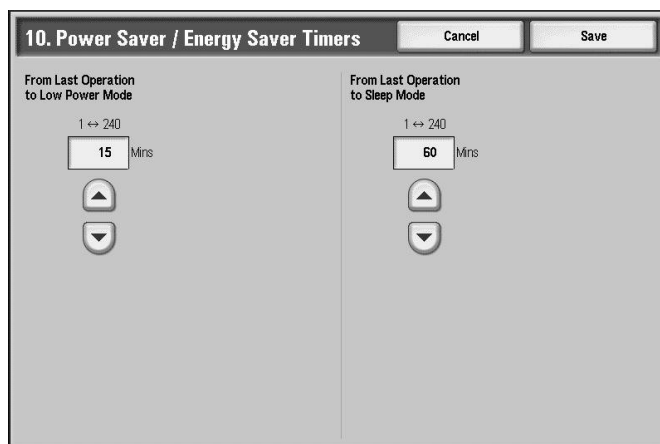 10. Power Saver / Energy Saver Timers
Cancel
Save
From Last Operation
to Low Power Mode
1 ↔ 240
15 Mins
From Last Operation
to Sleep Mode
1 ↔ 240
60 Mins